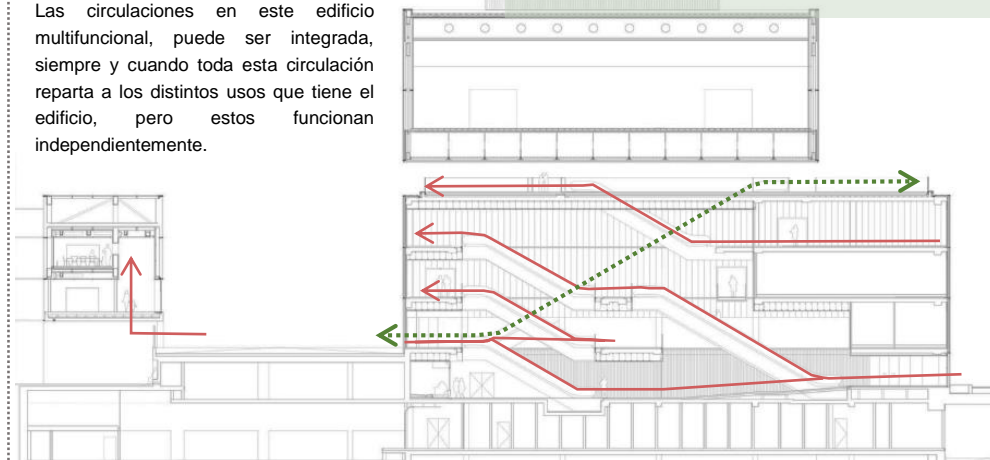 Las circulaciones en este edificio
multifuncional, puede ser integrada,
siempre y cuando toda esta circulación
reparta a los distintos usos que tiene el
edificio, pero estos funcionan
independientemente.